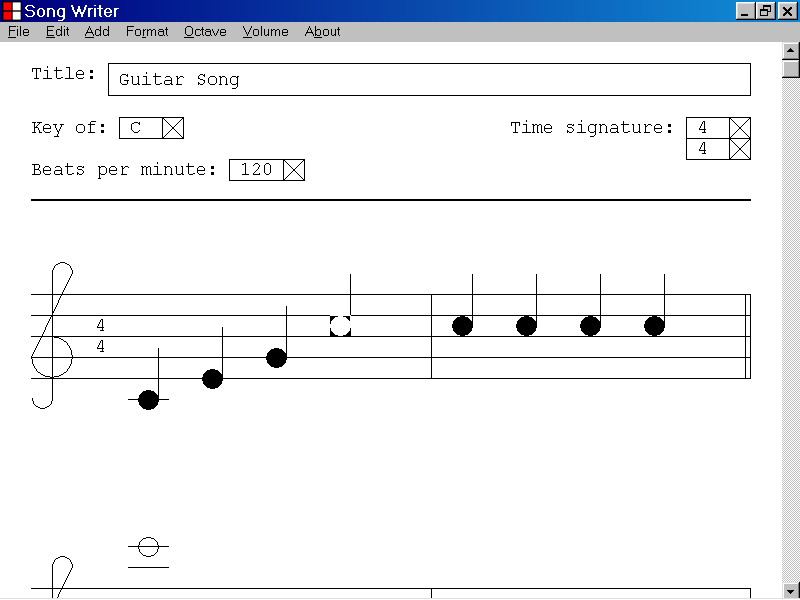 Song Writer
File Edit Add Format Octave Volume About
Title: Guitar Song
Key of: C Time signature: 4
4
Beats per minute: 120
4
4